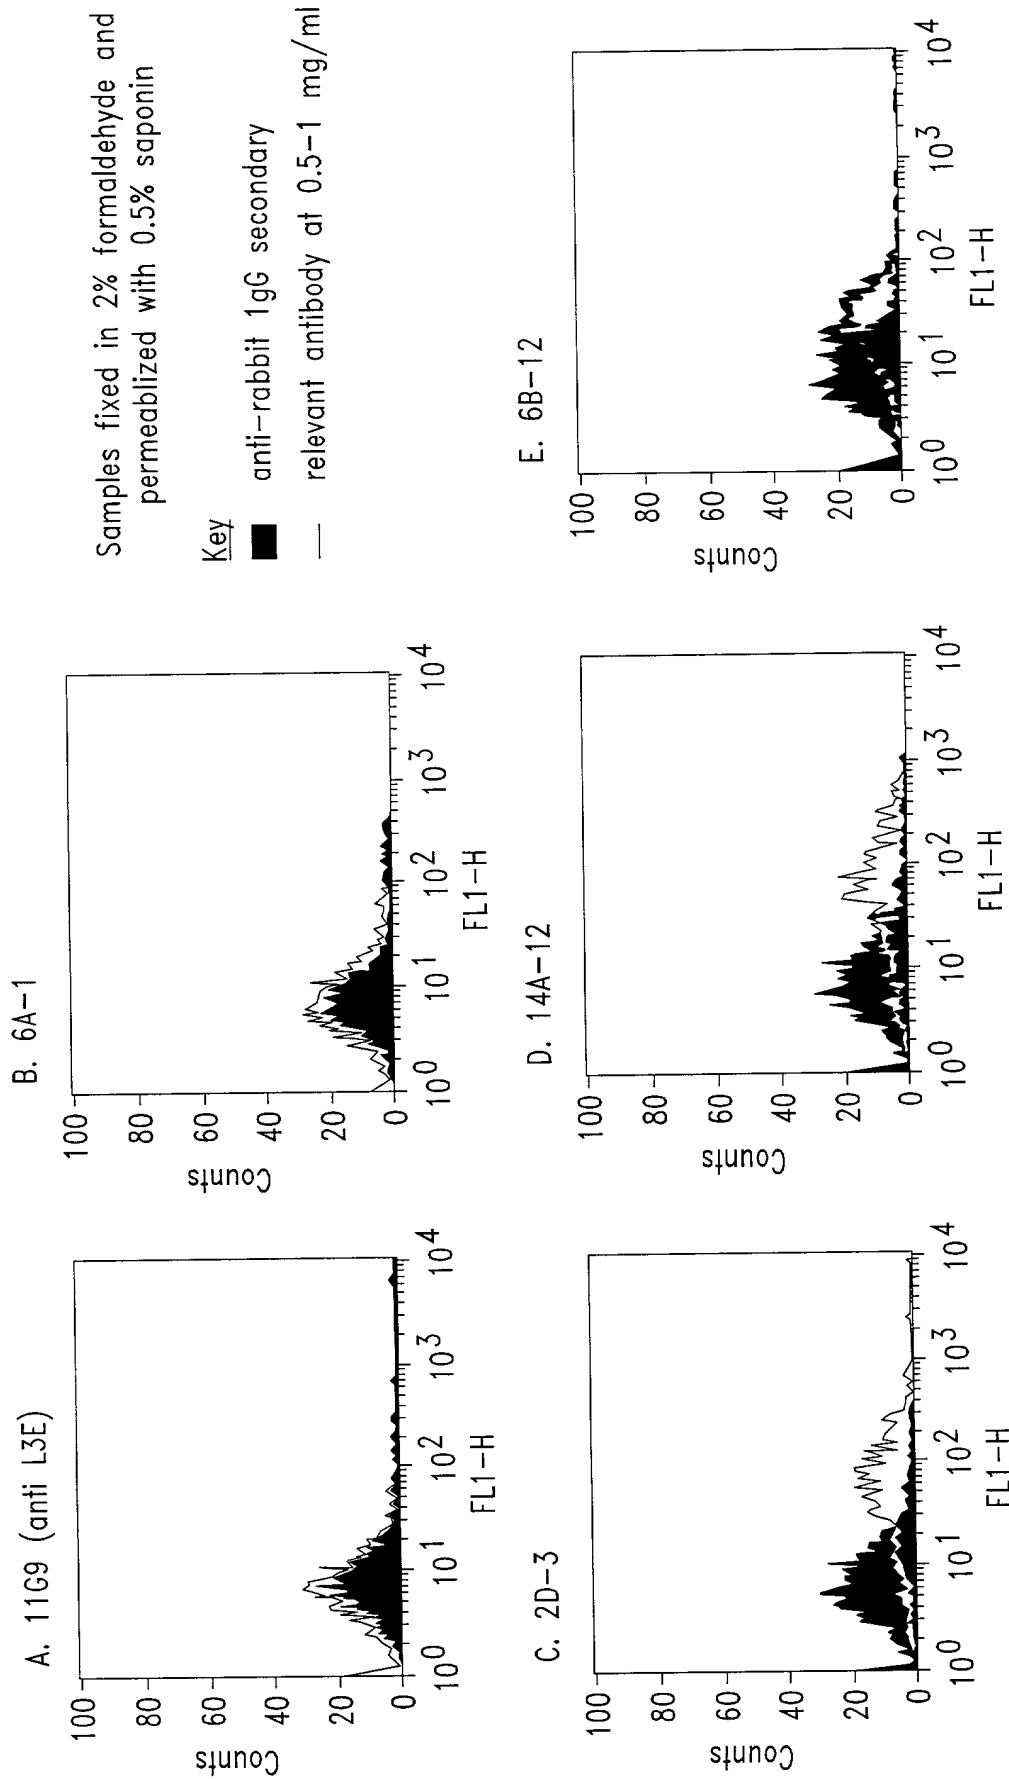 A. 11G9 (anti L3E)
100
80
60
40
20
0
Counts
10^0 10^1 10^2 10^3 10^4
FL1-H
B. 6A-1
100
80
60
40
20
0
Counts
10^0 10^1 10^2 10^3 10^4
FL1-H
Samples fixed in 2% formaldehyde and
permeablized with 0.5% saponin
Key
anti-rabbit 1gG secondary
relevant antibody at 0.5-1 mg/ml
C. 2D-3
100
80
60
40
20
0
Counts
10^0 10^1 10^2 10^3 10^4
FL1-H
D. 14A-12
100
80
60
40
20
0
Counts
10^0 10^1 10^2 10^3 10^4
FL1-H
E. 6B-12
100
80
60
40
20
0
Counts
10^0 10^1 10^2 10^3 10^4
FL1-H